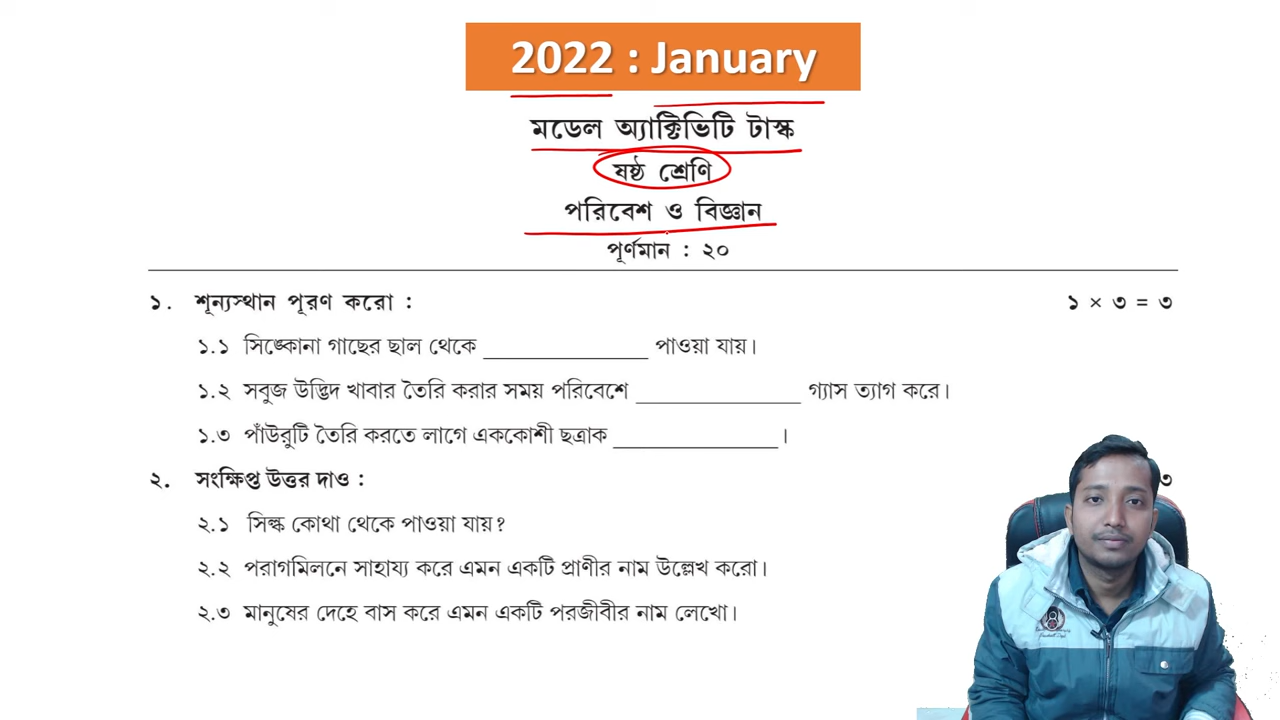 2022 : January
মডেল অ্যাক্টিভিটি টাস্ক
ষষ্ঠ শ্রেণি
পরিবেশ ও বিজ্ঞান
পূর্ণমান : ২০
১. শূন্যস্থান পূরণ করো : ১ × ৩ = ৩
১.১ সিঙ্কোনা গাছের ছাল থেকে ______________ পাওয়া যায়।
১.২ সবুজ উদ্ভিদ খাবার তৈরি করার সময় পরিবেশে ______________ গ্যাস ত্যাগ করে।
১.৩ পাঁউরুটি তৈরি করতে লাগে এককোশী ছত্রাক ______________ ।
২. সংক্ষিপ্ত উত্তর দাও : ৩
২.১ সিল্ক কোথা থেকে পাওয়া যায়?
২.২ পরাগমিলনে সাহায্য করে এমন একটি প্রাণীর নাম উল্লেখ করো।
২.৩ মানুষের দেহে বাস করে এমন একটি পরজীবীর নাম লেখো।